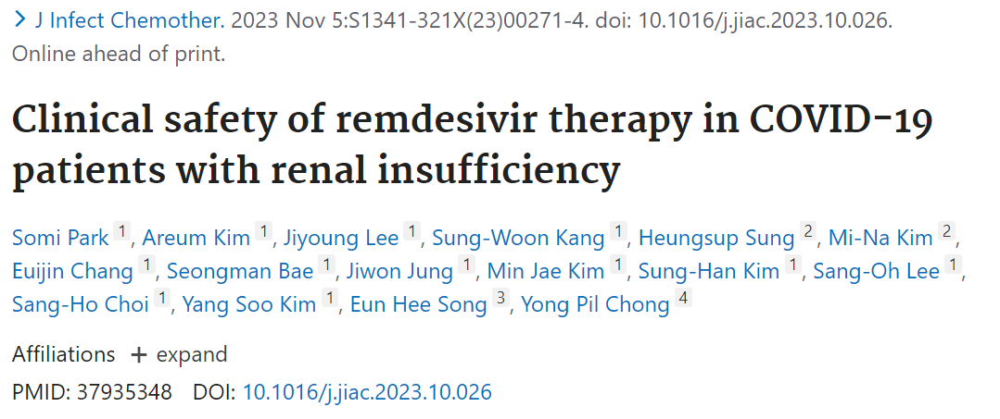 J Infect Chemother. 2023 Nov 5:S1341-321X(23)00271-4. doi: 10.1016/j.jiac.2023.10.026.
Online ahead of print.
Clinical safety of remdesivir therapy in COVID-19
patients with renal insufficiency
Somi Park 1, Areum Kim 1, Jiyoung Lee 1, Sung-Woon Kang 1, Heungsup Sung 2, Mi-Na Kim 2,
Euijin Chang 1, Seongman Bae 1, Jiwon Jung 1, Min Jae Kim 1, Sung-Han Kim 1, Sang-Oh Lee 1,
Sang-Ho Choi 1, Yang Soo Kim 1, Eun Hee Song 3, Yong Pil Chong 4
Affiliations + expand
PMID: 37935348 DOI: 10.1016/j.jiac.2023.10.026